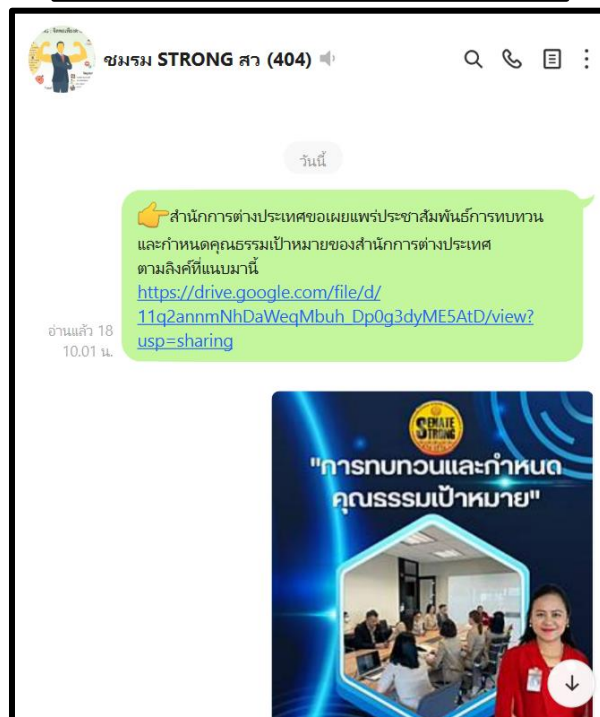 ชมรม STRONG สว (404)
วันนี้
👉สำนักการต่างประเทศขอเผยแพร่ประชาสัมพันธ์การทบทวน
และกำหนดคุณธรรมเป้าหมายของสำนักการต่างประเทศ
ตามลิงค์ที่แนบมานี้
https://drive.google.com/file/d/
11q2annmNhDaWeqMbuh_Dp0g3dyME5AtD/view?
usp=sharing
อ่านแล้ว 18
10.01 น.
SENATE
STRONG
"การทบทวนและกำหนด
คุณธรรมเป้าหมาย"